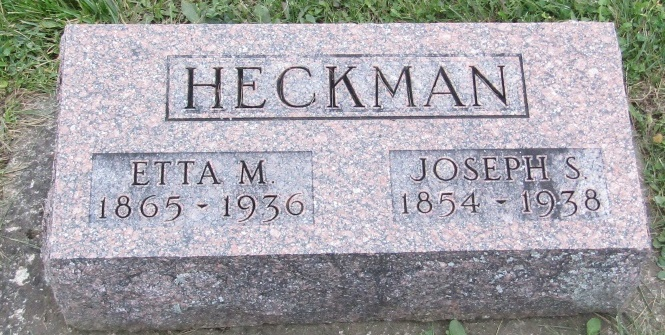 HECKMAN
ETTA M.
1865 - 1936
JOSEPH S.
1854 - 1938